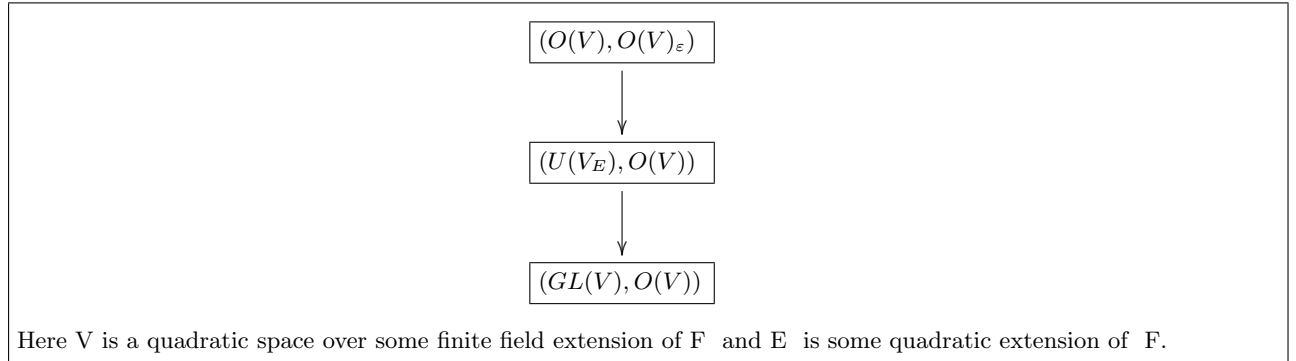 (O(V), O(V)_ε)
(U(V_E), O(V))
(GL(V), O(V))
Here V is a quadratic space over some finite field extension of F and E is some quadratic extension of F.